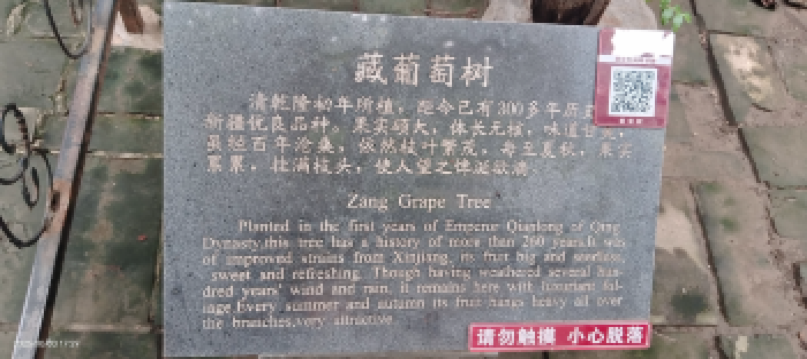 藏葡萄树
清乾隆初年所植，距今已有300多年历
新疆优良品种。果实硕大，体长无核，味道甘
虽经百年沧桑，依然枝叶繁茂，每至夏秋，果实
累累，挂满枝头，使人望之馋涎欲滴
Zang Grape Tree
Planted in the first years of Emperor Qianlong of Qing
Dynasty,this tree has a history of more than 260 years.It was
of improved strains from Xinjiang, its fruit big and seedless,
sweet and refreshing. Though having weathered several hun-
dred years' wind and rain, it remains here with luxuriant fol-
iage.Every summer and autumn its fruit hangs heavy all over
the branches,very attractive.
请勿触摸 小心脱落